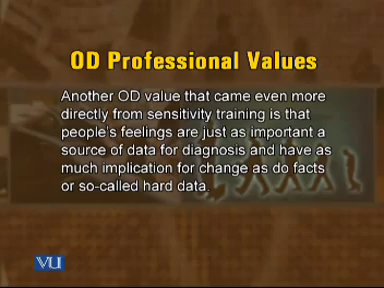 OD Professional Values
Another OD value that came even more
directly from sensitivity training is that
people's feelings are just as important a
source of data for diagnosis and have as
much implication for change as do facts
or so-called hard data.
VU